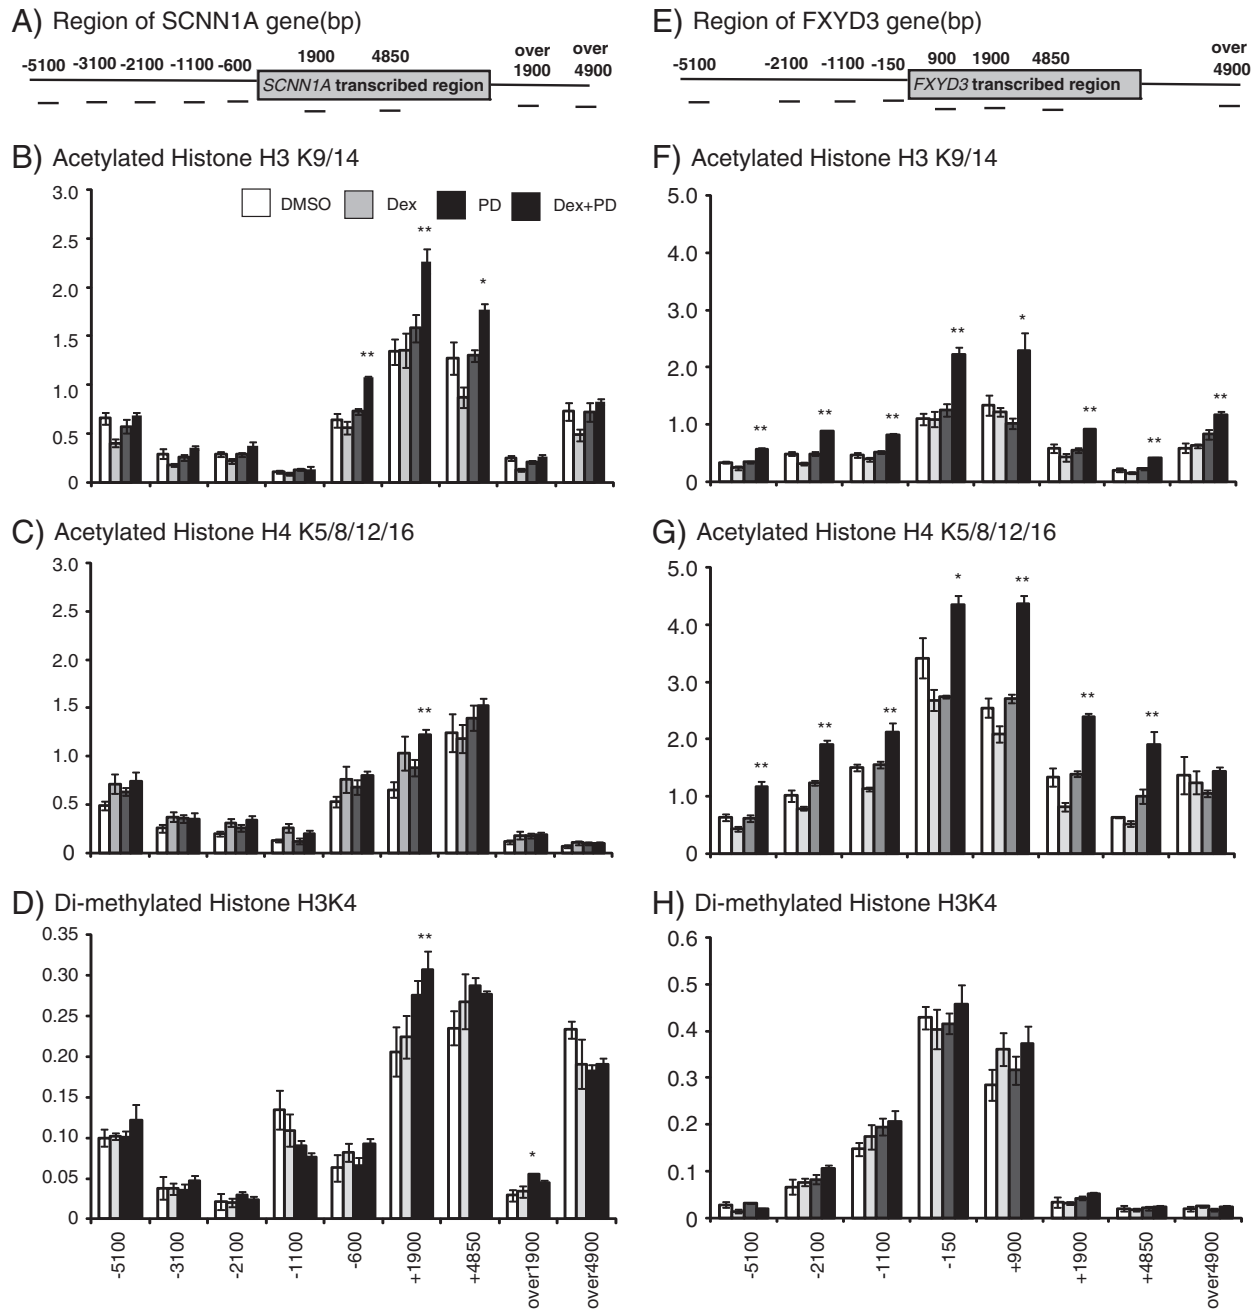 A) Region of SCNN1A gene(bp)
-5100 -3100 -2100 -1100 -600 1900 4850 over 1900 over 4900
SCNN1A transcribed region
B) Acetylated Histone H3 K9/14
3.0
2.5
2.0
1.5
1.0
0.5
0
DMSO Dex PD Dex+PD
** ** *
C) Acetylated Histone H4 K5/8/12/16
3.0
2.5
2.0
1.5
1.0
0.5
0
**
D) Di-methylated Histone H3K4
0.35
0.30
0.25
0.20
0.15
0.10
0.05
0
** *
-5100 -3100 -2100 -1100 -600 +1900 +4850 over1900 over4900
E) Region of FXYD3 gene(bp)
-5100 -2100 -1100 -150 900 1900 4850 over 4900
FXYD3 transcribed region
F) Acetylated Histone H3 K9/14
5.0
4.0
3.0
2.0
1.0
0
** ** ** ** * ** ** **
G) Acetylated Histone H4 K5/8/12/16
5.0
4.0
3.0
2.0
1.0
0
** ** ** * ** ** **
H) Di-methylated Histone H3K4
0.6
0.5
0.4
0.3
0.2
0.1
0
-5100 -2100 -1100 -150 +900 +1900 +4850 over4900